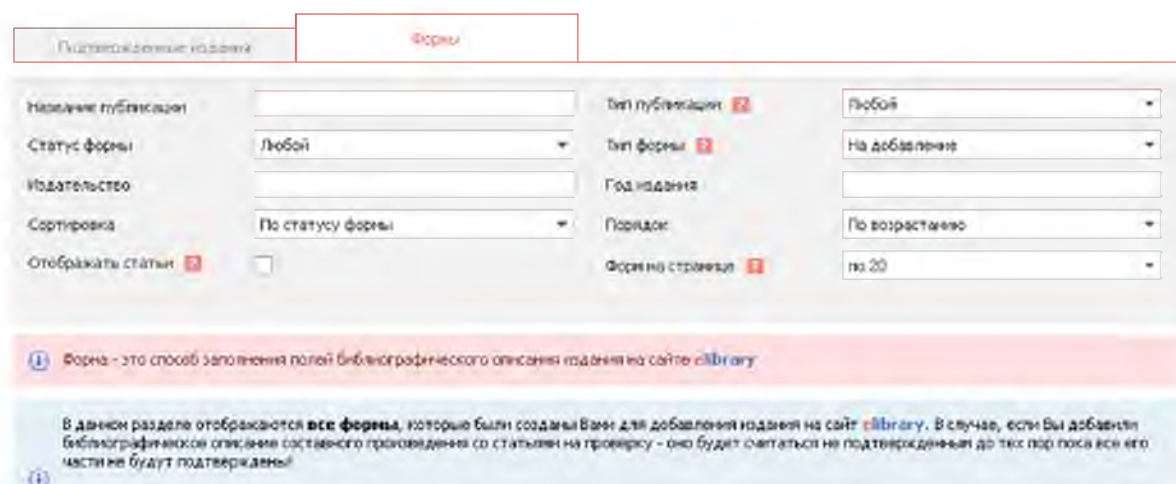 Подтвержденные издания
Формы
Название публикации
Тип публикации ?
Любой
Статус формы
Любой
Тип формы ?
На добавление
Издательство
Год издания
Сортировка
По статусу формы
Порядок
По возрастанию
Отображать статьи ?
Форм на странице ?
по 20
Форма - это способ заполнения полей библиографического описания издания на сайте elibrary
В данном разделе отображаются все формы, которые были созданы Вами для добавления издания на сайт elibrary. В случае, если Вы добавили
библиографическое описание составного произведения со статьями на проверку - оно будет считаться не подтвержденным до тех пор пока все его
части не будут подтверждены!